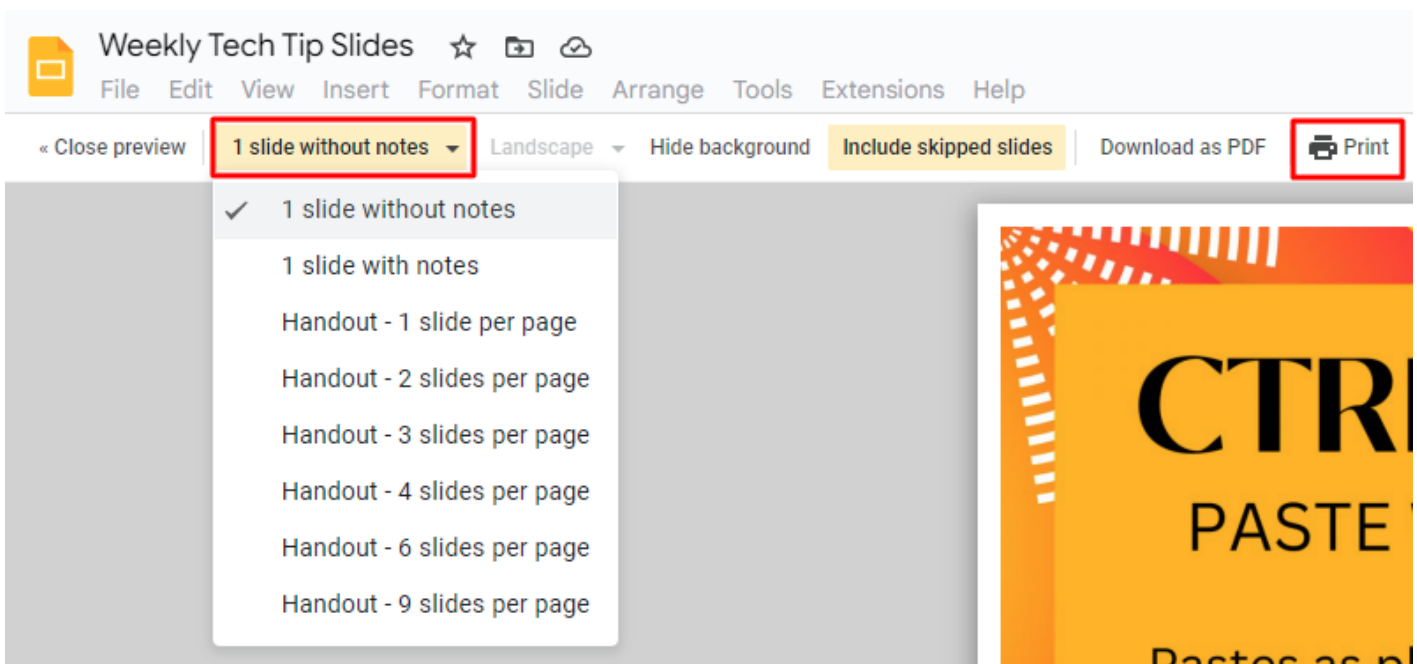 Weekly Tech Tip Slides
File Edit View Insert Format Slide Arrange Tools Extensions Help
« Close preview 1 slide without notes Landscape Hide background Include skipped slides Download as PDF Print
1 slide without notes
1 slide with notes
Handout - 1 slide per page
Handout - 2 slides per page
Handout - 3 slides per page
Handout - 4 slides per page
Handout - 6 slides per page
Handout - 9 slides per page
CTR
PASTE
Pastes as